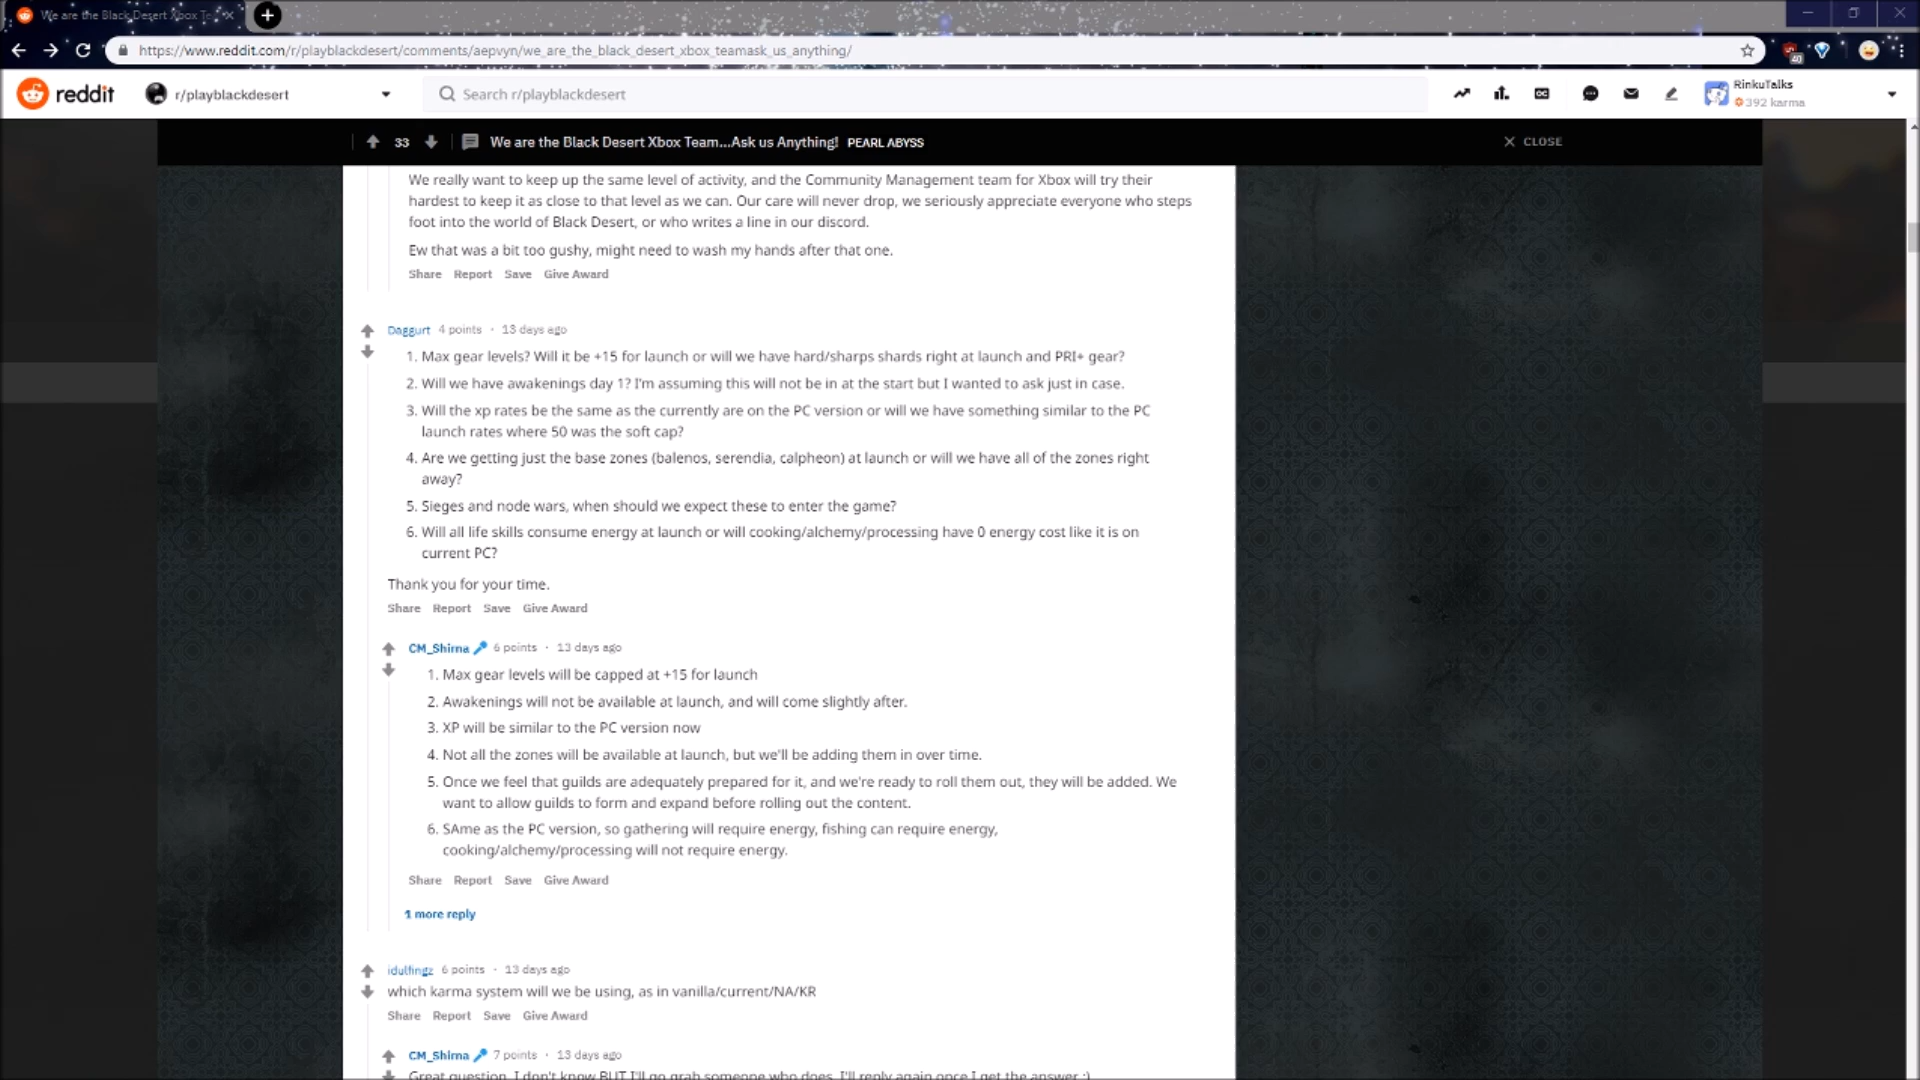 We are the Black Desert Xbox Te
https://www.reddit.com/r/playblackdesert/comments/aepvyn/we_are_the_black_desert_xbox_teamask_us_anything/
40
reddit
r/playblackdesert
Search r/playblackdesert
RinkuTalks
392 karma
33
We are the Black Desert Xbox Team...Ask us Anything! PEARL ABYSS
CLOSE
We really want to keep up the same level of activity, and the Community Management team for Xbox will try their
hardest to keep it as close to that level as we can. Our care will never drop, we seriously appreciate everyone who steps
foot into the world of Black Desert, or who writes a line in our discord.
Ew that was a bit too gushy, might need to wash my hands after that one.
Share Report Save Give Award
Daggurt 4 points · 13 days ago
1. Max gear levels? Will it be +15 for launch or will we have hard/sharps shards right at launch and PRI+ gear?
2. Will we have awakenings day 1? I'm assuming this will not be in at the start but I wanted to ask just in case.
3. Will the xp rates be the same as the currently are on the PC version or will we have something similar to the PC
launch rates where 50 was the soft cap?
4. Are we getting just the base zones (balenos, serendia, calpheon) at launch or will we have all of the zones right
away?
5. Sieges and node wars, when should we expect these to enter the game?
6. Will all life skills consume energy at launch or will cooking/alchemy/processing have 0 energy cost like it is on
current PC?
Thank you for your time.
Share Report Save Give Award
CM_Shirna 6 points · 13 days ago
1. Max gear levels will be capped at +15 for launch
2. Awakenings will not be available at launch, and will come slightly after.
3. XP will be similar to the PC version now
4. Not all the zones will be available at launch, but we'll be adding them in over time.
5. Once we feel that guilds are adequately prepared for it, and we're ready to roll them out, they will be added. We
want to allow guilds to form and expand before rolling out the content.
6. SAme as the PC version, so gathering will require energy, fishing can require energy,
cooking/alchemy/processing will not require energy.
Share Report Save Give Award
1 more reply
idulfingz 6 points · 13 days ago
which karma system will we be using, as in vanilla/current/NA/KR
Share Report Save Give Award
CM_Shirna 7 points · 13 days ago
Great question, I don't know BUT I'll go grab someone who does. I'll reply again once I get the answer :)